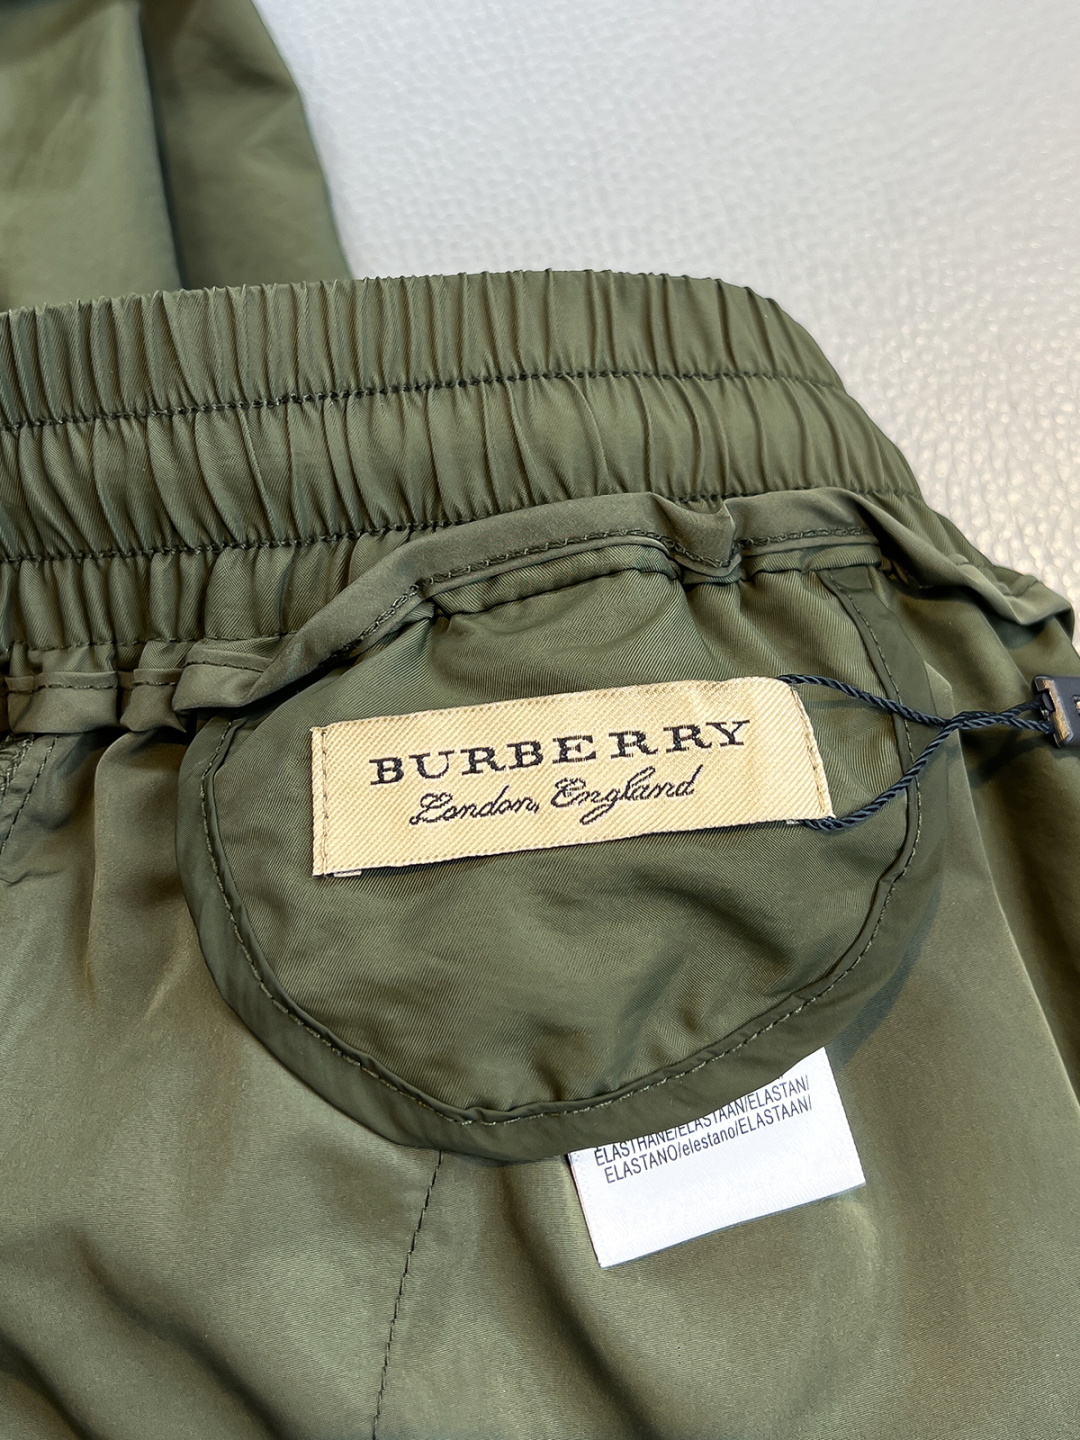 BURBERRY
London, England
ELASTHANE/ELASTAAN/ELASTAN/
ELASTANO/elestano/ELASTAAN/